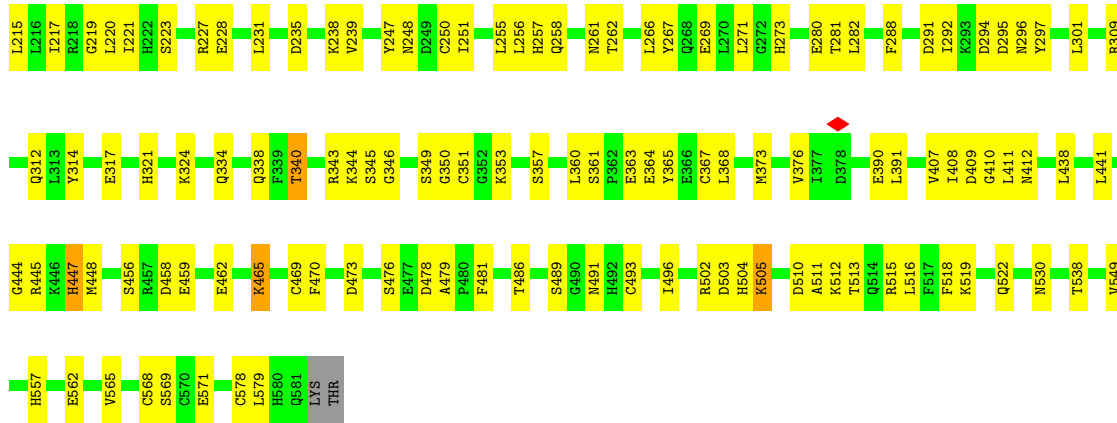 L215 L216 I217 R218 G219 L220 I221 H222 S223 R227 E228 L231 D235 K238 V239 Y247 N248 D249 C250 I251 L255 L256 H257 Q258 N261 T262 L266 Y267 Q268 E269 L270 L271 G272 H273 E280 T281 L282 F288 D291 I292 K293 D294 D295 N296 Y297 L301 R309
Q312 L313 Y314 E317 H321 K324 Q334 Q338 F339 T340 R343 K344 S345 G346 S349 G350 C351 G352 K353 S357 L360 S361 P362 E363 E364 Y365 E366 C367 L368 M373 V376 I377 D378 E390 L391 V407 I408 D409 G410 L411 N412 L438 L441
G444 R445 K446 H447 M448 S456 R457 D458 E459 E462 K465 C469 F470 D473 S476 E477 D478 A479 P480 F481 T486 S489 G490 N491 H492 C493 I496 R502 D503 H504 K505 D510 A511 K512 T513 Q514 R515 L516 F517 F518 K519 Q522 N530 T538 V549
H557 E562 V565 C568 S569 C570 E571 C578 L579 H580 Q581 LYS THR